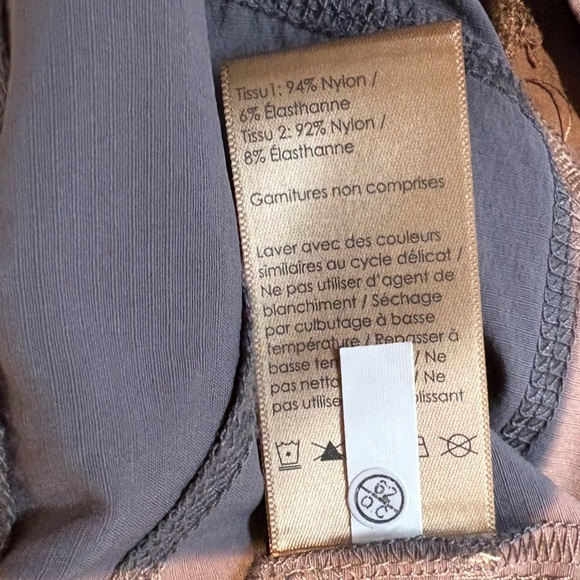 Tissu1: 94% Nylon /
6% Élasthanne
Tissu 2: 92% Nylon /
8% Élasthanne
Garnitures non comprises
Laver avec des couleurs
similaires au cycle délicat /
Ne pas utiliser d'agent de
blanchiment / Séchage
par culbutage à basse
température / Repasser à
basse / Ne
pas / Ne
pas